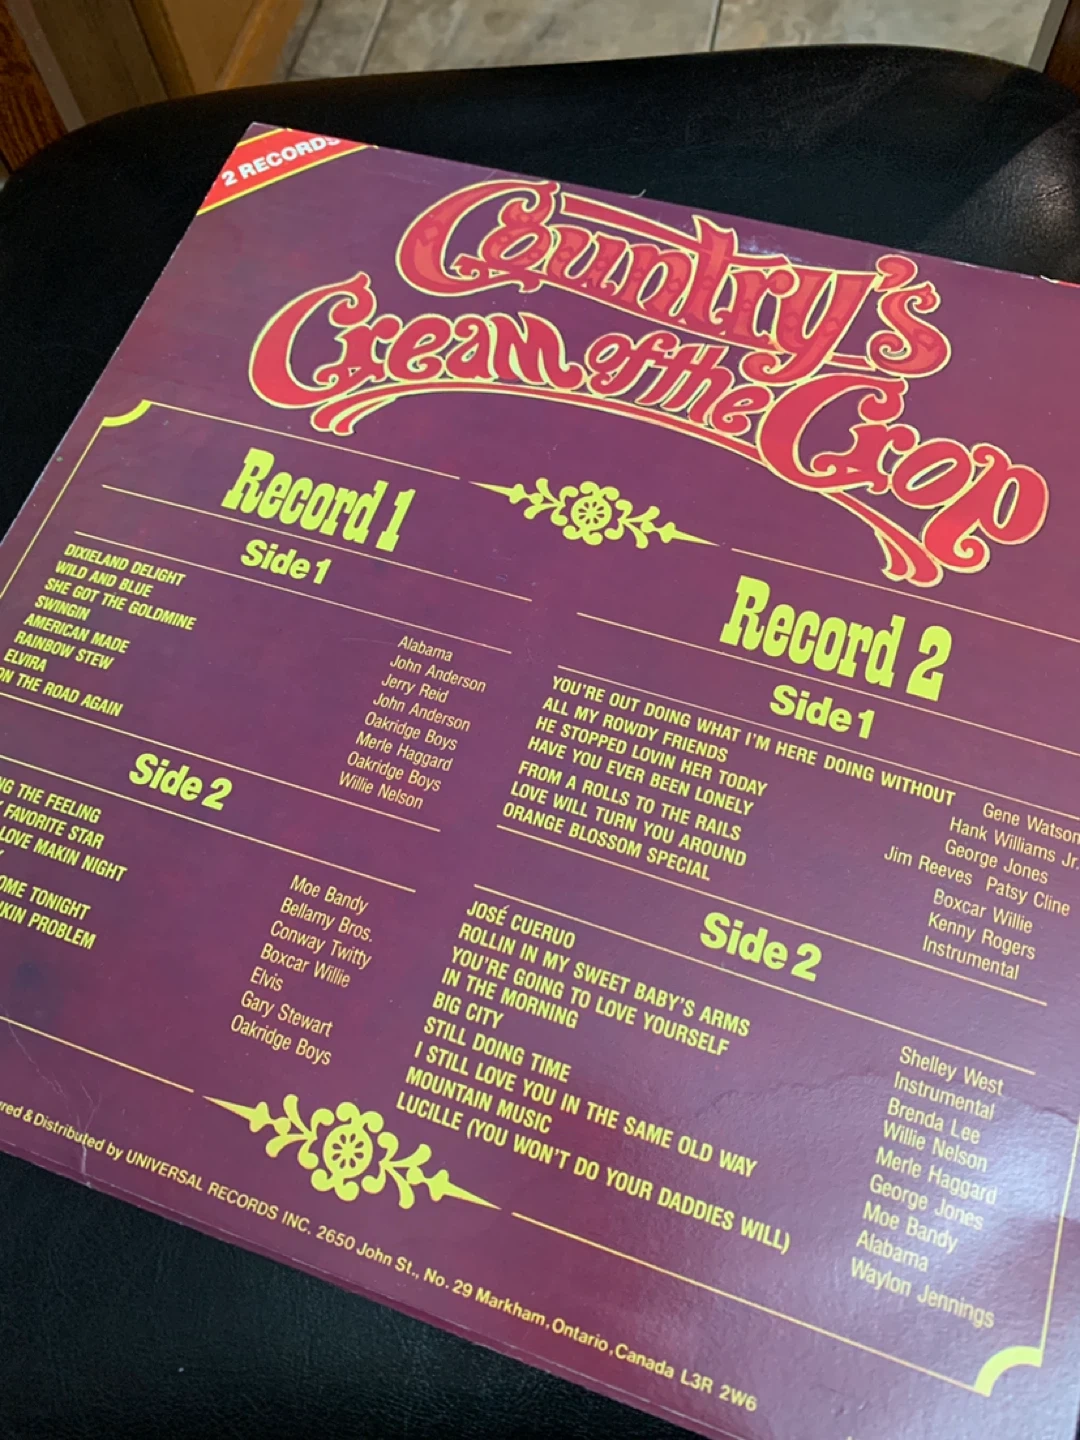 2 RECORDS
Country's
Cream of the Crop
Record 1
Side 1
DIXIELAND DELIGHT Alabama
WILD AND BLUE John Anderson
SHE GOT THE GOLDMINE Jerry Reid
SWINGIN John Anderson
AMERICAN MADE Oakridge Boys
RAINBOW STEW Merle Haggard
ELVIRA Oakridge Boys
ON THE ROAD AGAIN Willie Nelson
Side 2
THE FEELING Moe Bandy
FAVORITE STAR Bellamy Bros.
LOVE MAKIN NIGHT Conway Twitty
Boxcar Willie
TONIGHT Elvis
PROBLEM Gary Stewart
Oakridge Boys
Record 2
Side 1
YOU'RE OUT DOING WHAT I'M HERE DOING WITHOUT Gene Watson
ALL MY ROWDY FRIENDS Hank Williams Jr.
HE STOPPED LOVIN HER TODAY George Jones
HAVE YOU EVER BEEN LONELY Jim Reeves Patsy Cline
FROM A ROLLS TO THE RAILS Boxcar Willie
LOVE WILL TURN YOU AROUND Kenny Rogers
ORANGE BLOSSOM SPECIAL Instrumental
Side 2
JOSÉ CUERUO Shelley West
ROLLIN IN MY SWEET BABY'S ARMS Instrumental
YOU'RE GOING TO LOVE YOURSELF Brenda Lee
IN THE MORNING Willie Nelson
BIG CITY Merle Haggard
STILL DOING TIME George Jones
I STILL LOVE YOU IN THE SAME OLD WAY Moe Bandy
MOUNTAIN MUSIC Alabama
LUCILLE (YOU WON'T DO YOUR DADDIES WILL) Waylon Jennings
& Distributed by UNIVERSAL RECORDS INC. 2650 John St., No. 29 Markham, Ontario, Canada L3R 2W6